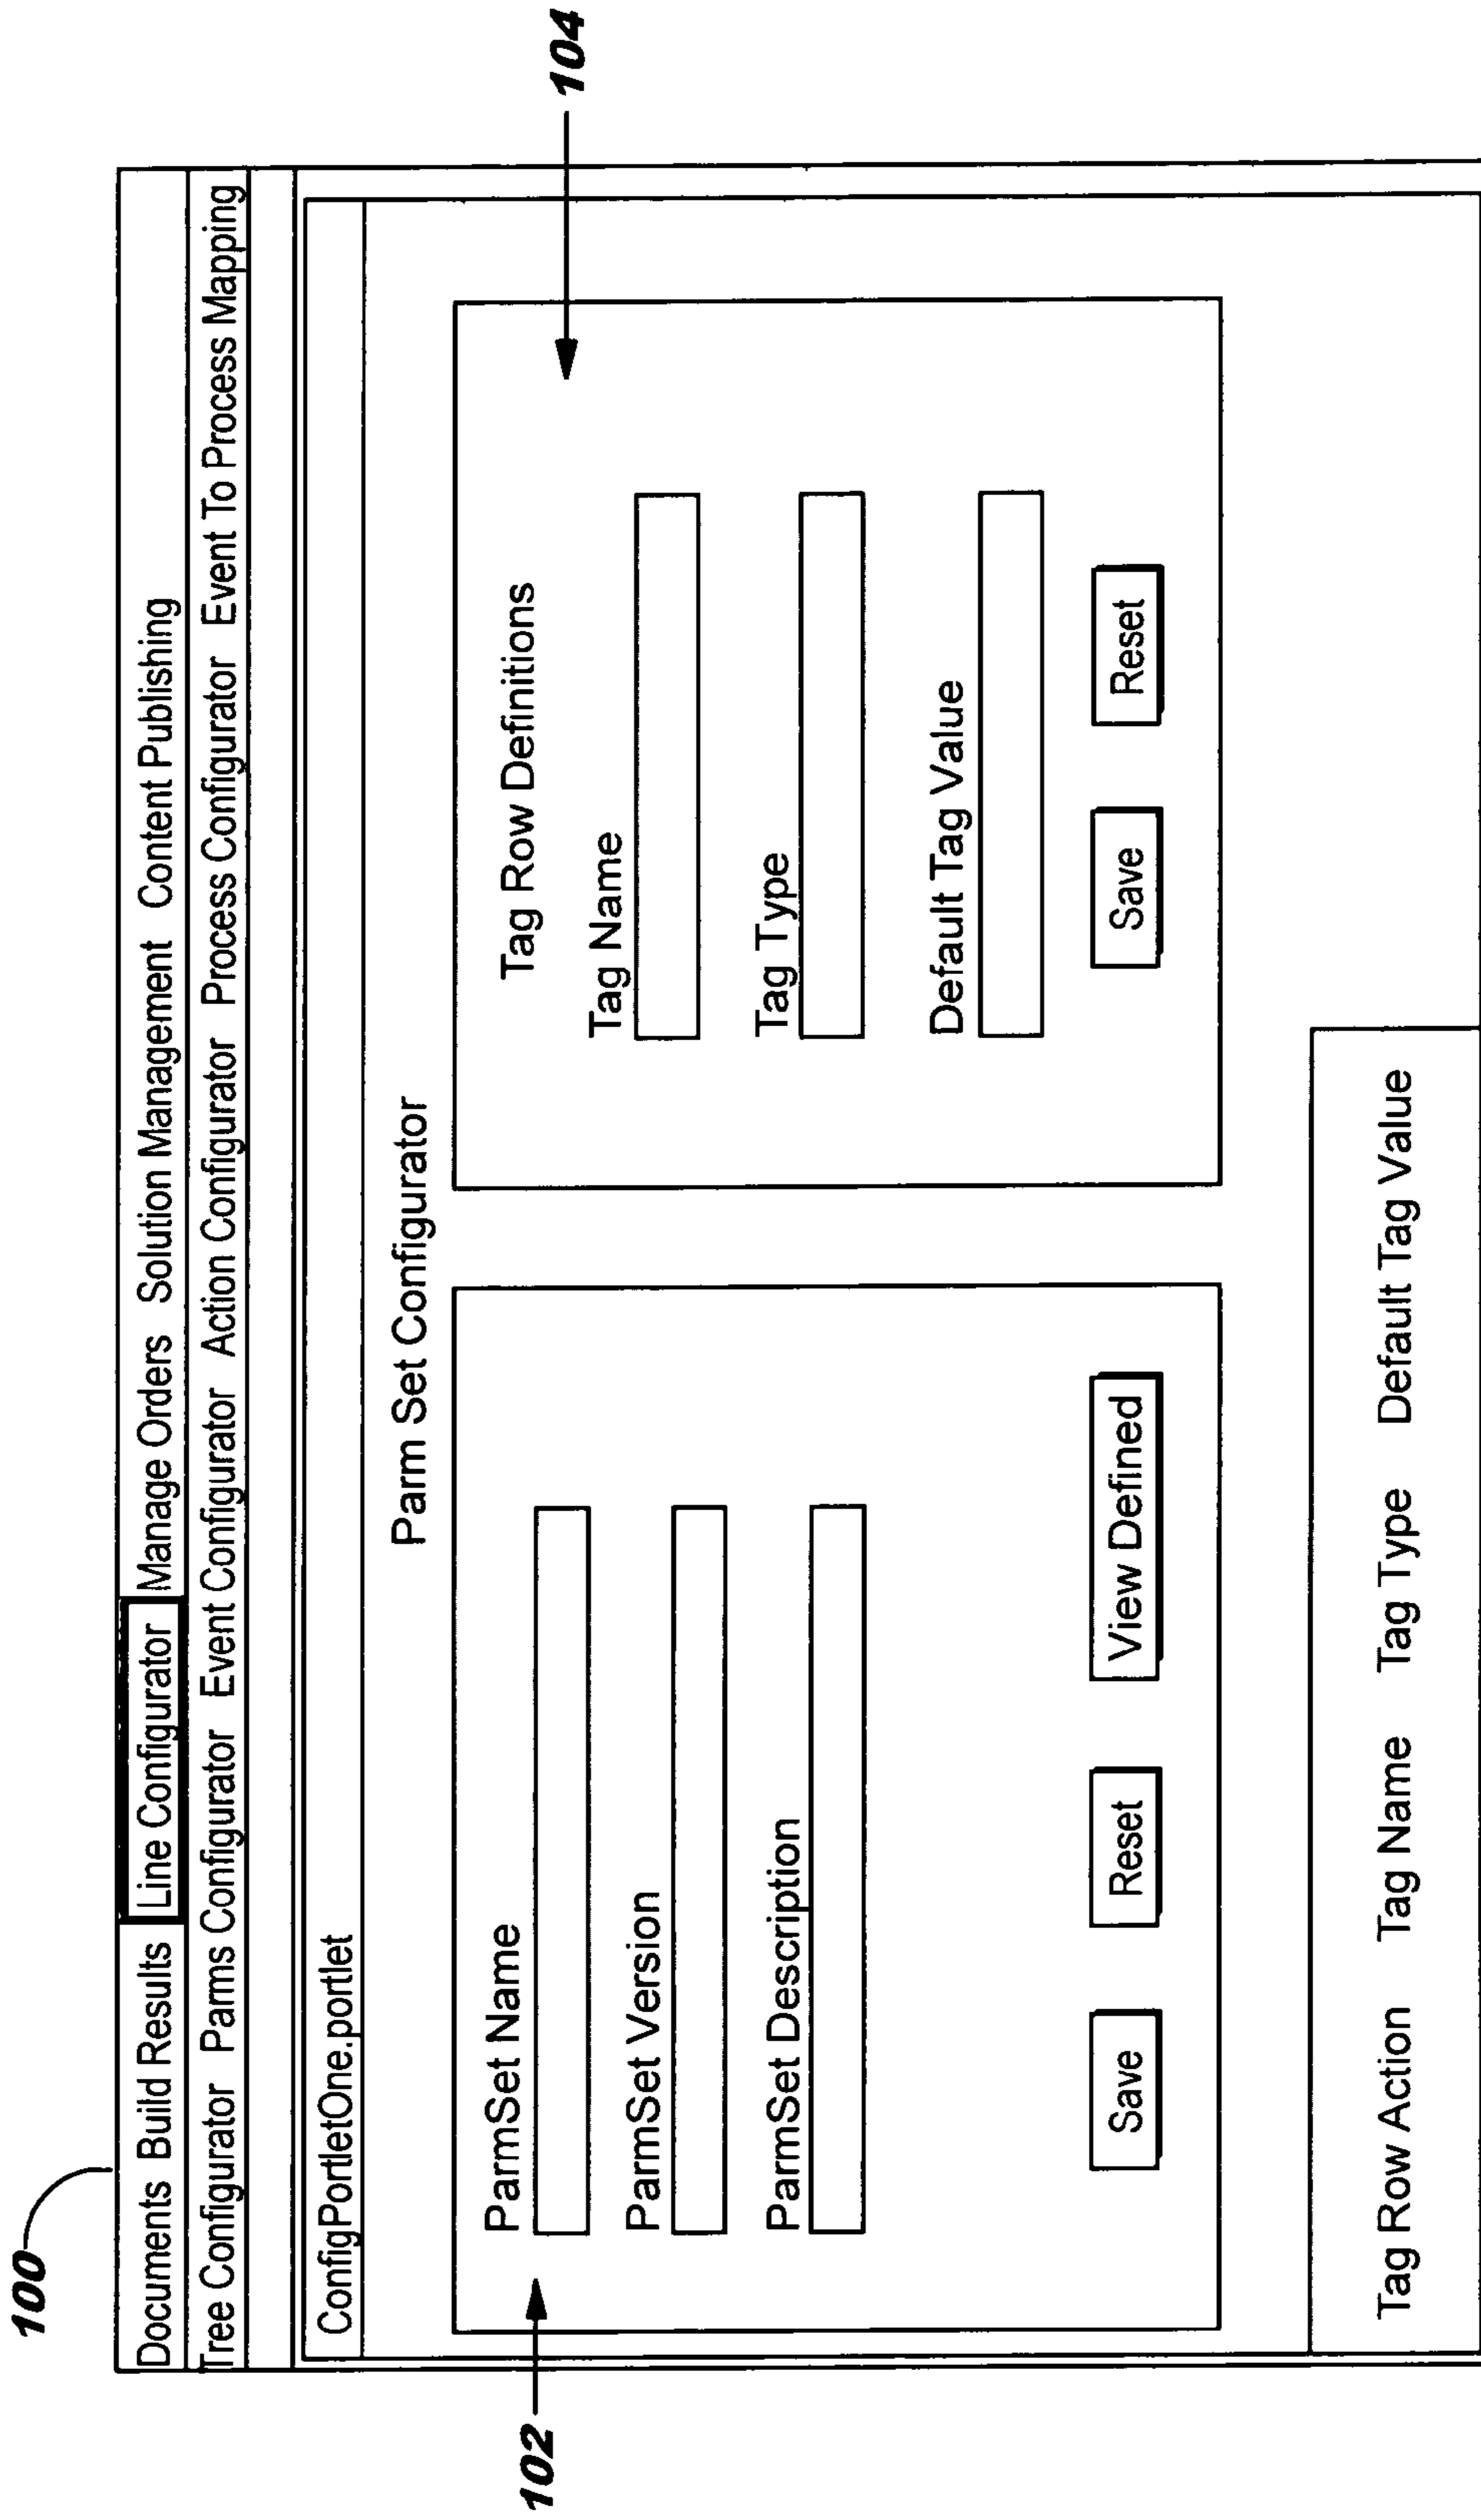 100
Documents Build Results Line Configurator Manage Orders Solution Management Content Publishing
Tree Configurator Parms Configurator Event Configurator Action Configurator Process Configurator Event To Process Mapping
ConfigPortletOne.portlet
Parm Set Configurator
102
ParmSet Name
ParmSet Version
ParmSet Description
Save Reset View Defined
104
Tag Row Definitions
Tag Name
Tag Type
Default Tag Value
Save Reset
Tag Row Action Tag Name Tag Type Default Tag Value